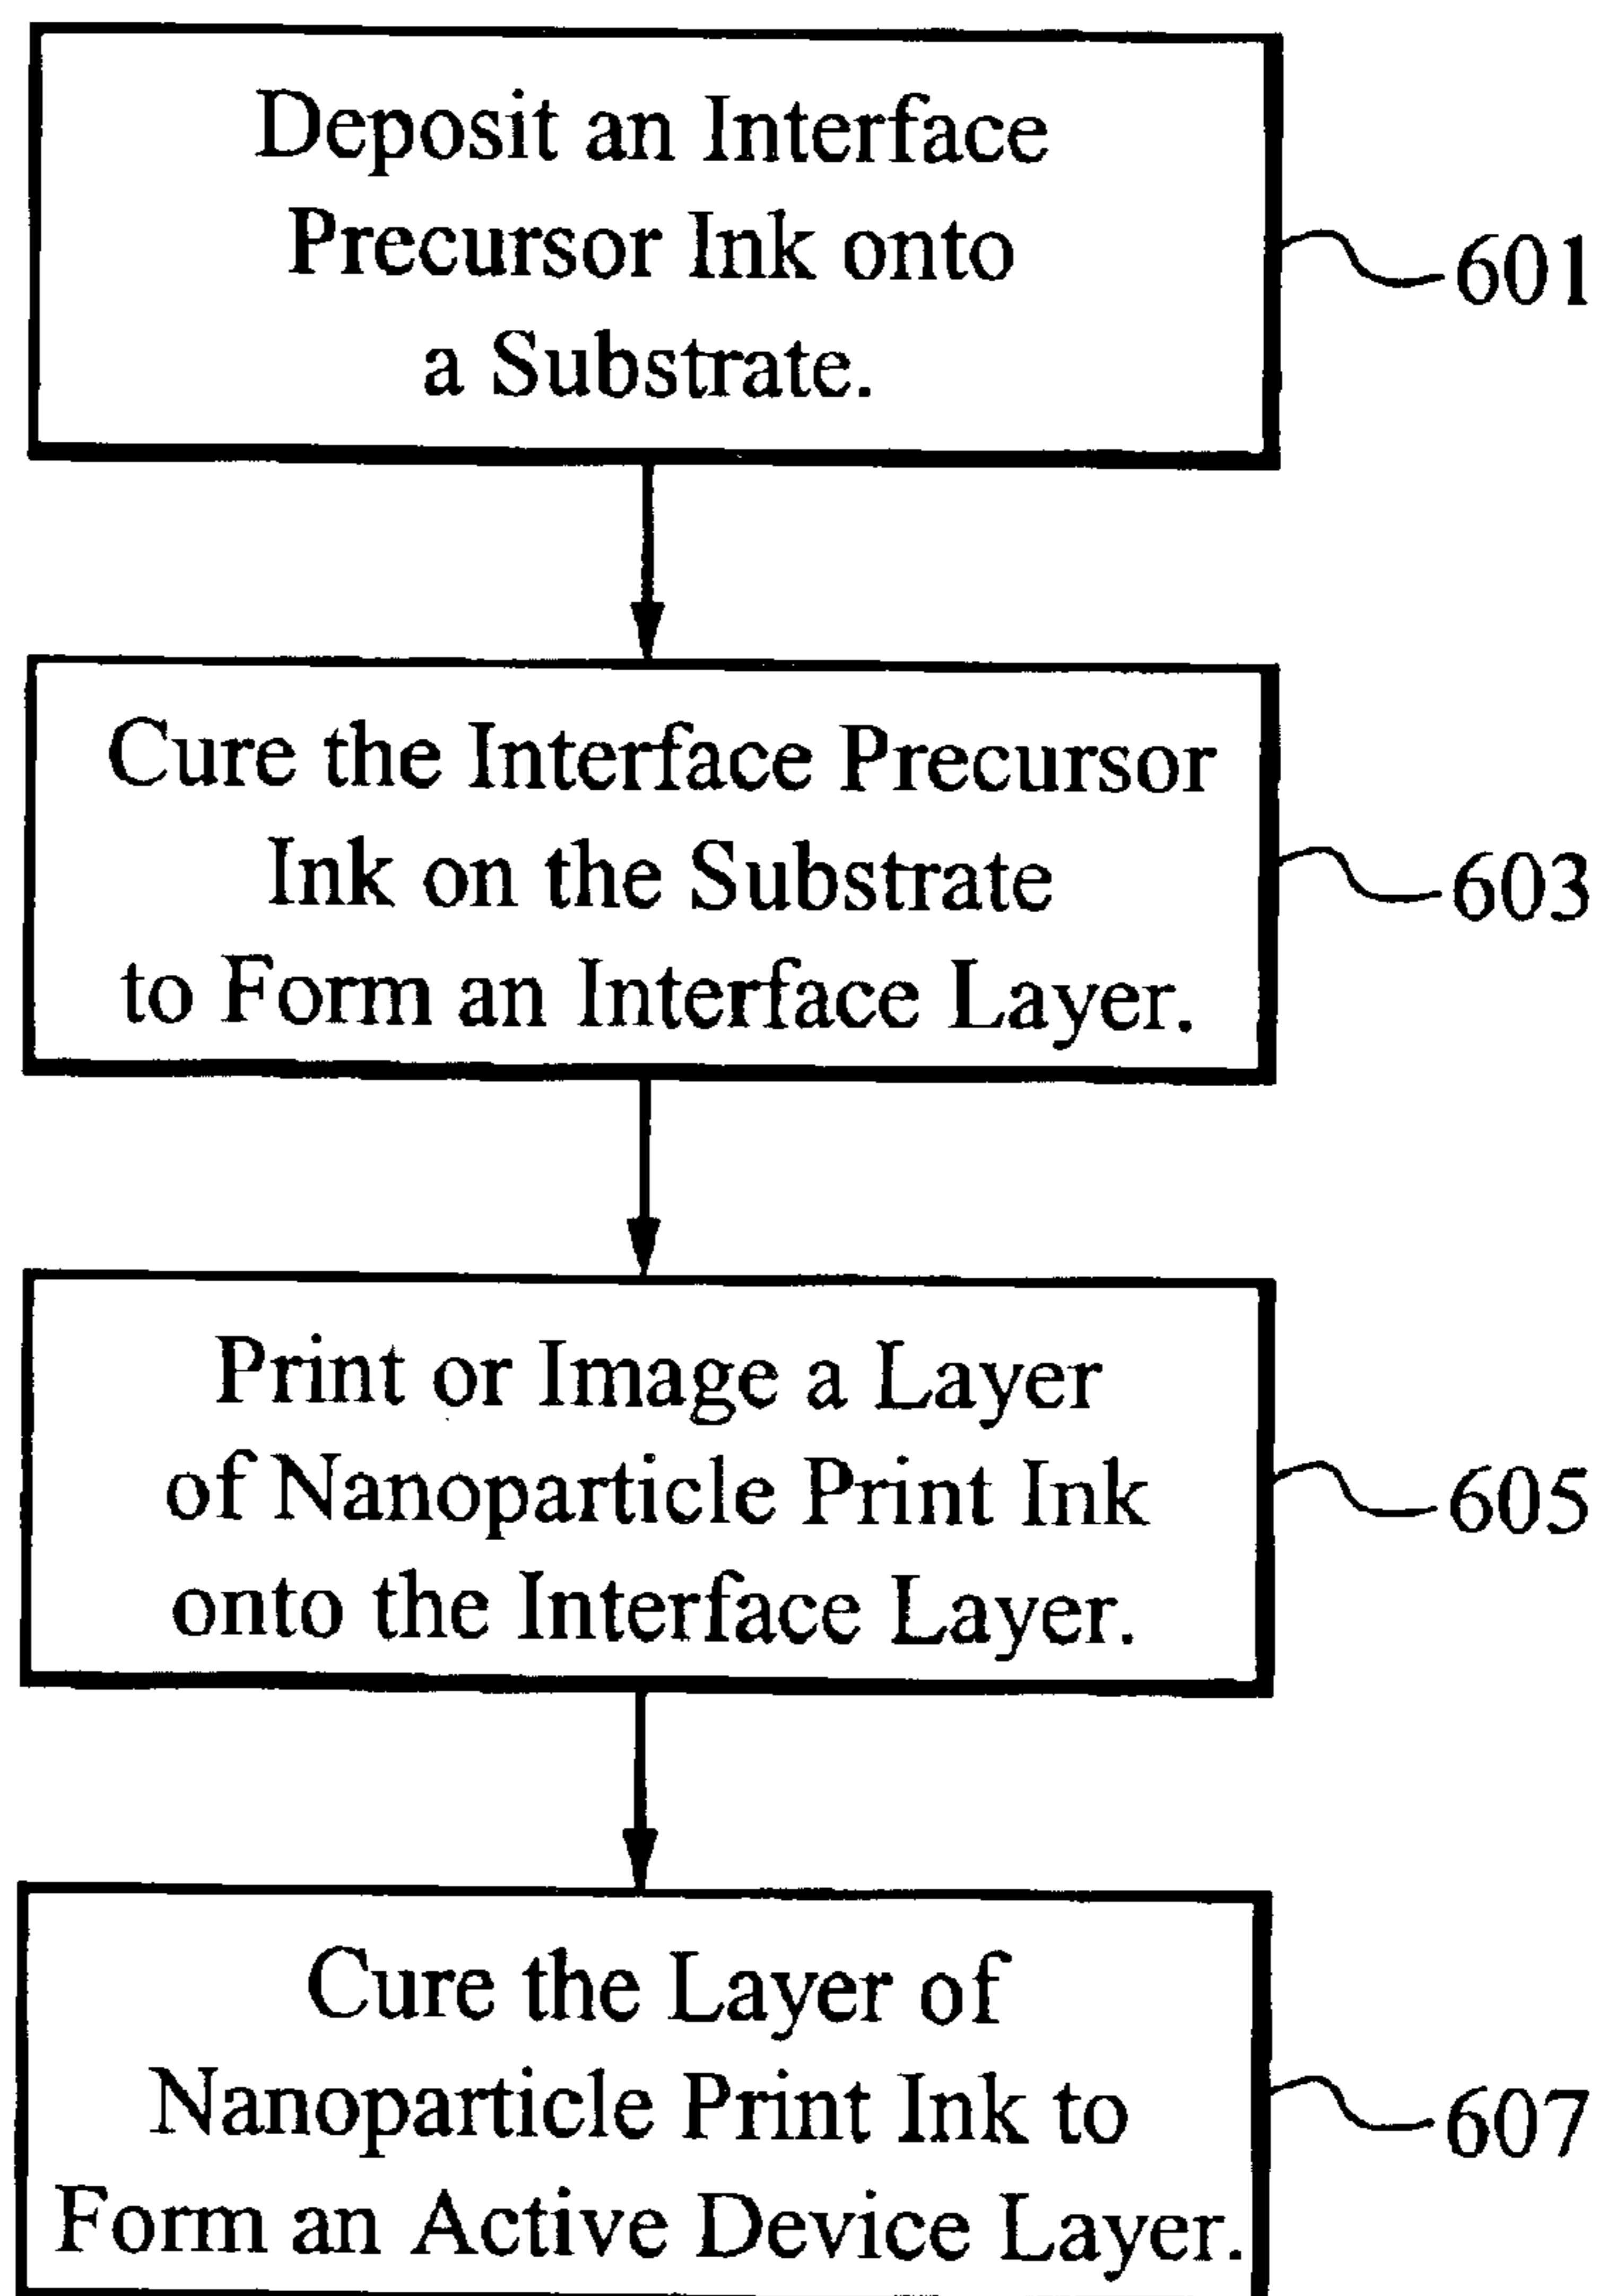 Deposit an Interface
Precursor Ink onto
a Substrate.
601
Cure the Interface Precursor
Ink on the Substrate
to Form an Interface Layer.
603
Print or Image a Layer
of Nanoparticle Print Ink
onto the Interface Layer.
605
Cure the Layer of
Nanoparticle Print Ink to
Form an Active Device Layer.
607